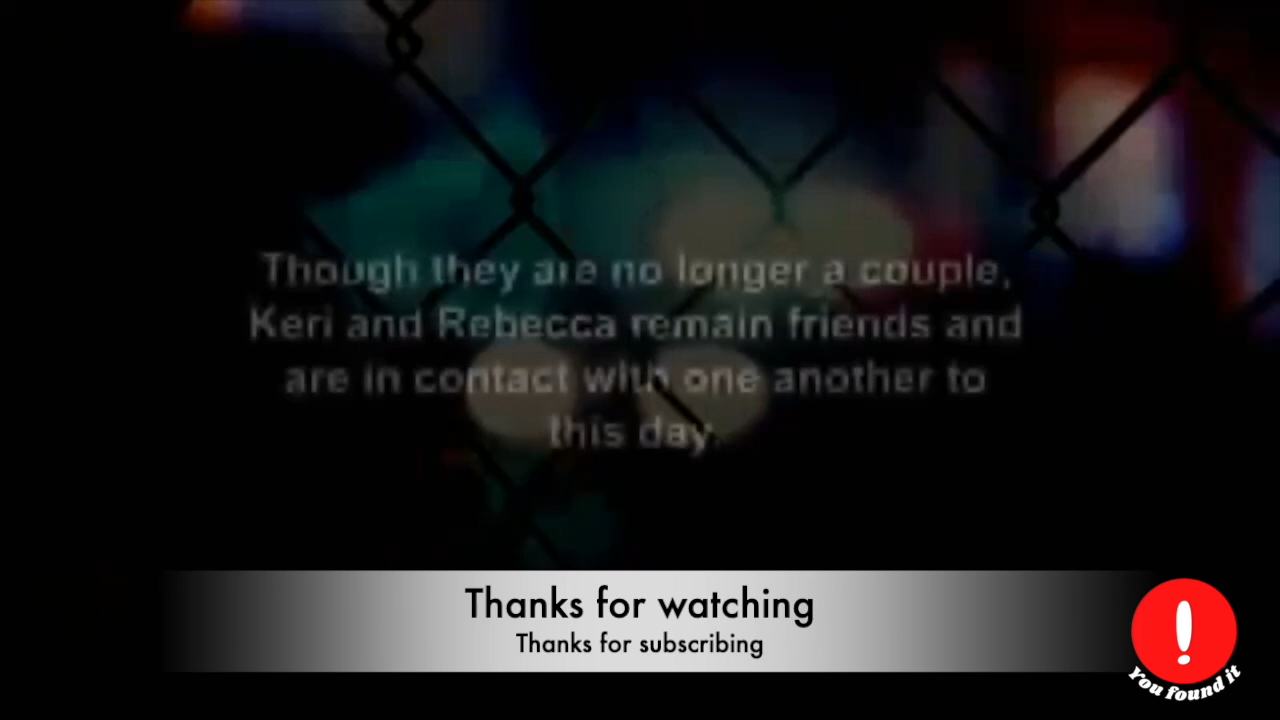 Though they are no longer a couple,
Keri and Rebecca remain friends and
are in contact with one another to
this day.
Thanks for watching
Thanks for subscribing
!
You found it